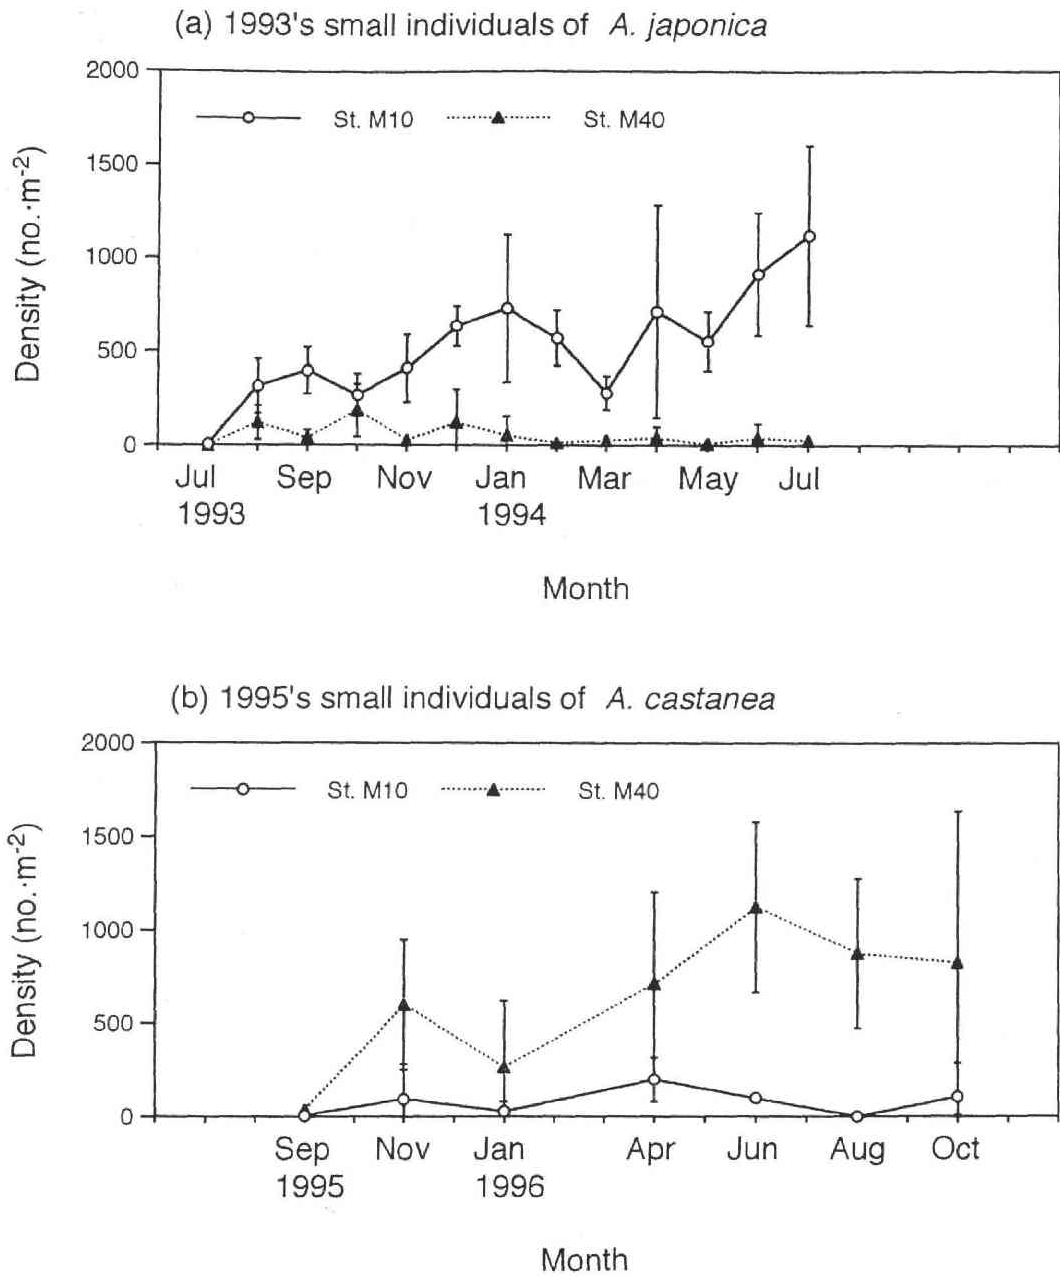 (a) 1993's small individuals of A. japonica
2000
St. M10 St. M40
1500
Density (no.·m-2)
1000
500
0
Jul Sep Nov Jan Mar May Jul
1993 1994
Month
(b) 1995's small individuals of A. castanea
2000
St. M10 St. M40
1500
Density (no.·m-2)
1000
500
0
Sep Nov Jan Apr Jun Aug Oct
1995 1996
Month